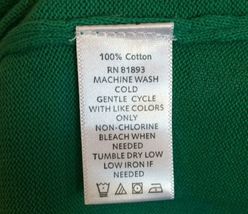 100% Cotton
RN 81893
MACHINE WASH
COLD
GENTLE CYCLE
WITH LIKE COLORS
ONLY
NON-CHLORINE
BLEACH WHEN
NEEDED
TUMBLE DRY LOW
LOW IRON IF
NEEDED